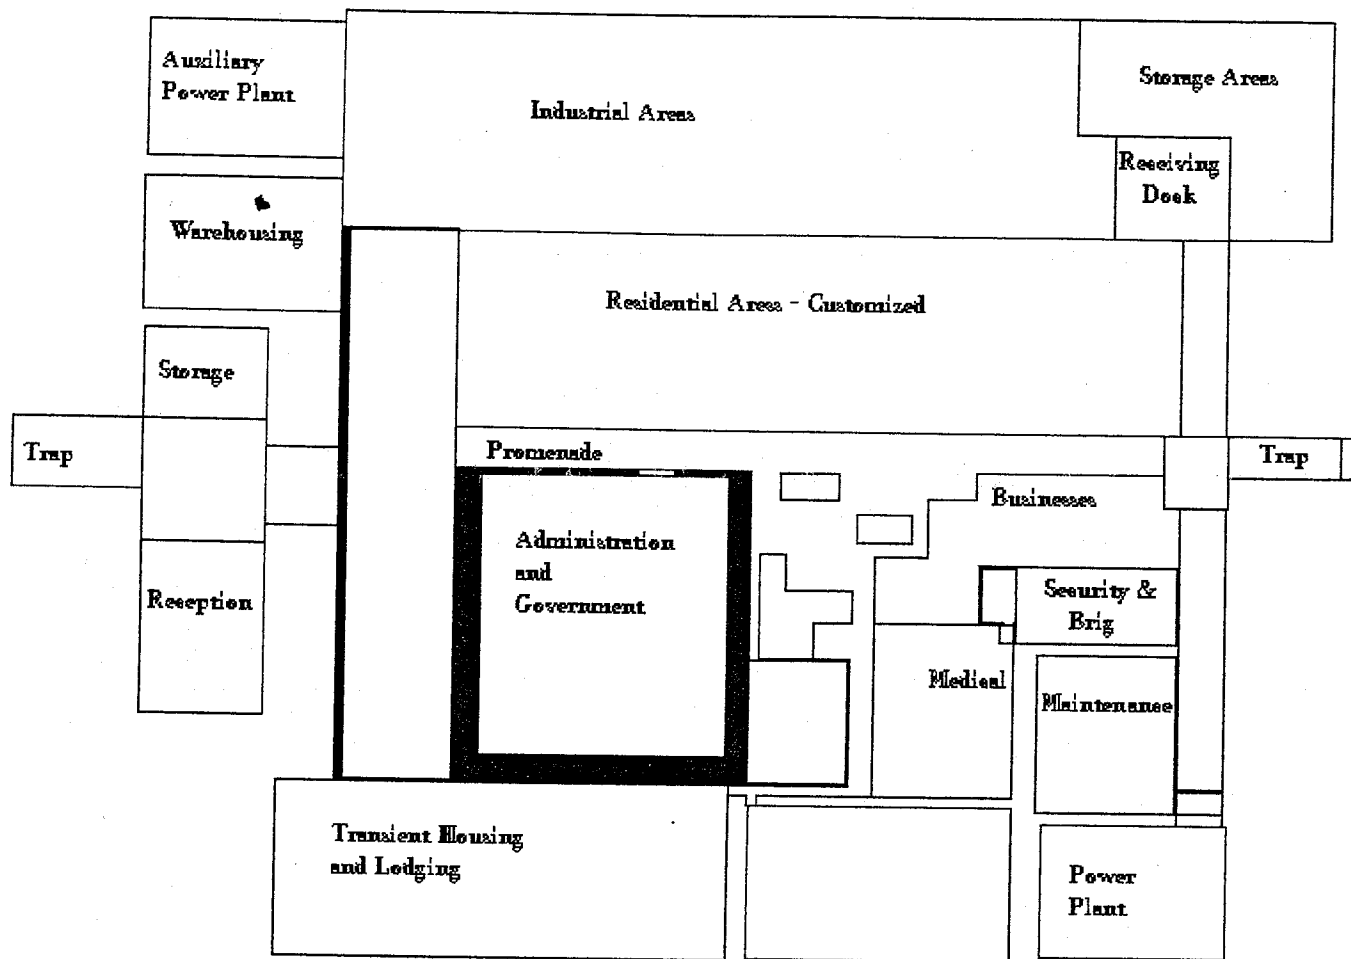 Auxiliary
Power Plant
Industrial Areas
Storage Areas
Receiving
Dock
Warehousing
Residential Areas - Customized
Storage
Trap
Promenade
Trap
Businesses
Administration
and
Government
Security &
Brig
Reception
Medical
Maintenance
Transient Housing
and Lodging
Power
Plant